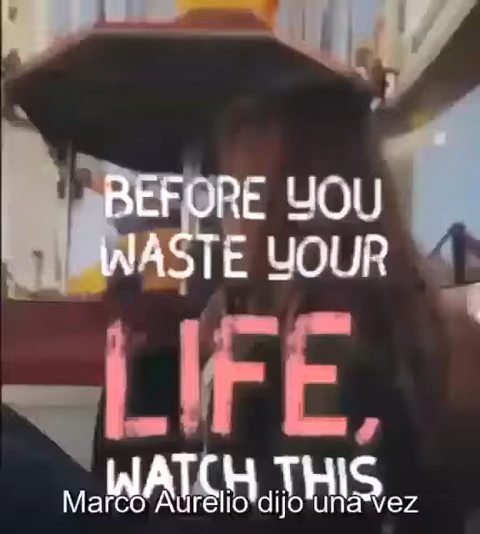 BEFORE YOU
WASTE YOUR
LIFE,
WATCH THIS
Marco Aurelio dijo una vez